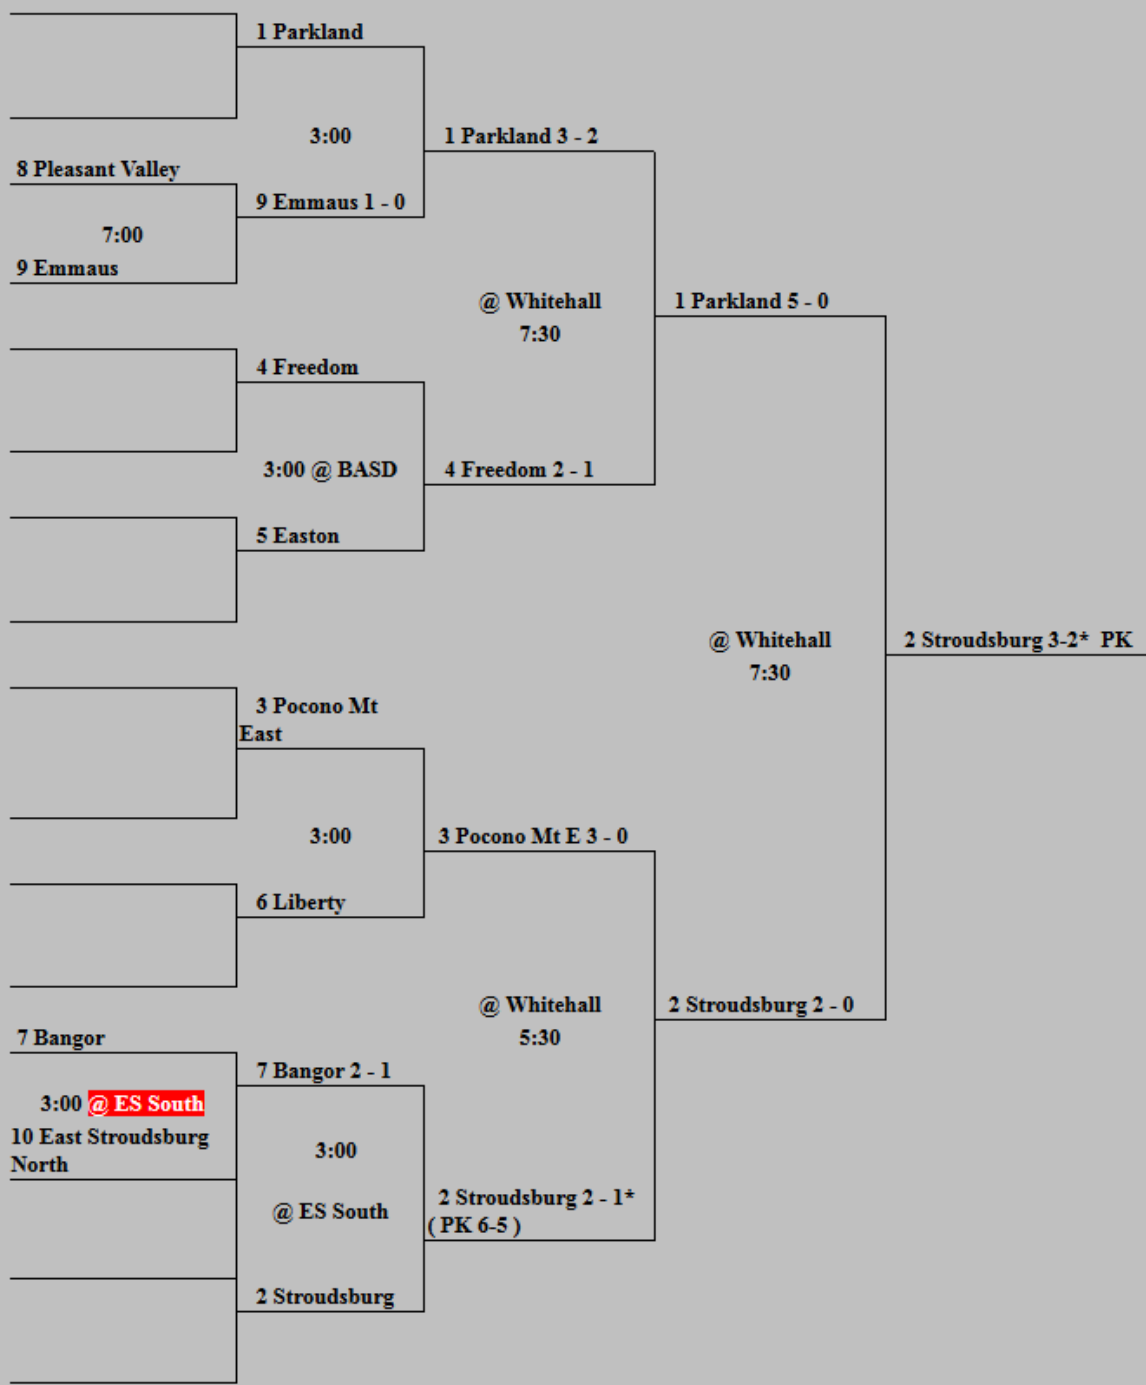 1 Parkland
3:00
1 Parkland 3 - 2
8 Pleasant Valley
9 Emmaus 1 - 0
7:00
9 Emmaus
@ Whitehall
7:30
1 Parkland 5 - 0
4 Freedom
3:00 @ BASD
4 Freedom 2 - 1
5 Easton
@ Whitehall
7:30
2 Stroudsburg 3-2* PK
3 Pocono Mt
East
3:00
3 Pocono Mt E 3 - 0
6 Liberty
@ Whitehall
5:30
2 Stroudsburg 2 - 0
7 Bangor
7 Bangor 2 - 1
3:00 @ ES South
10 East Stroudsburg
North
3:00
@ ES South
2 Stroudsburg 2 - 1*
( PK 6-5 )
2 Stroudsburg